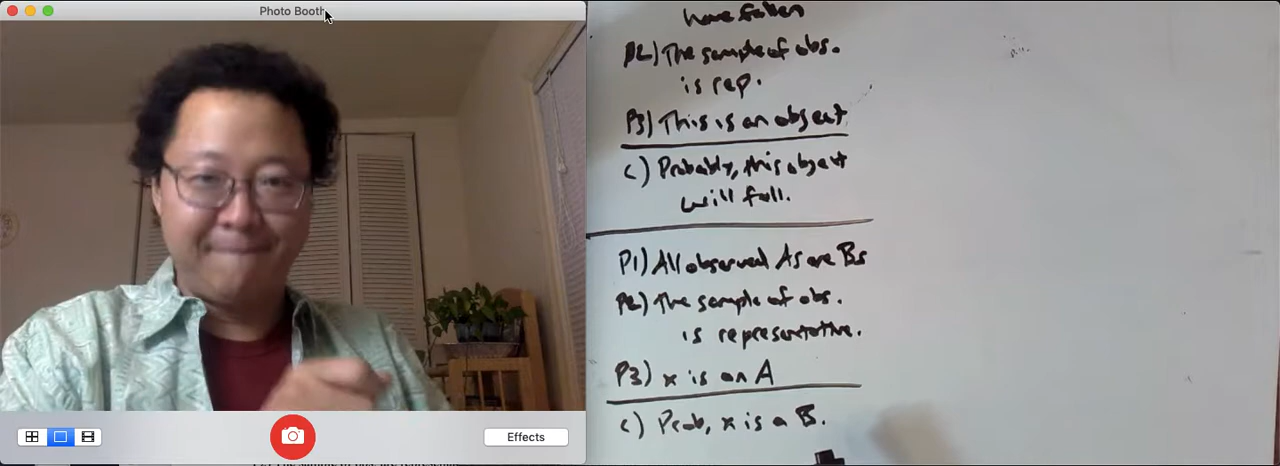 Photo Booth
Effects
have fallen
P2) The sample of obs.
is rep.
P3) This is an object
C) Probably, this object
will fall.
P1) All observed As are Bs
P2) The sample of obs.
is representative.
P3) x is an A
C) Prob, x is a B.